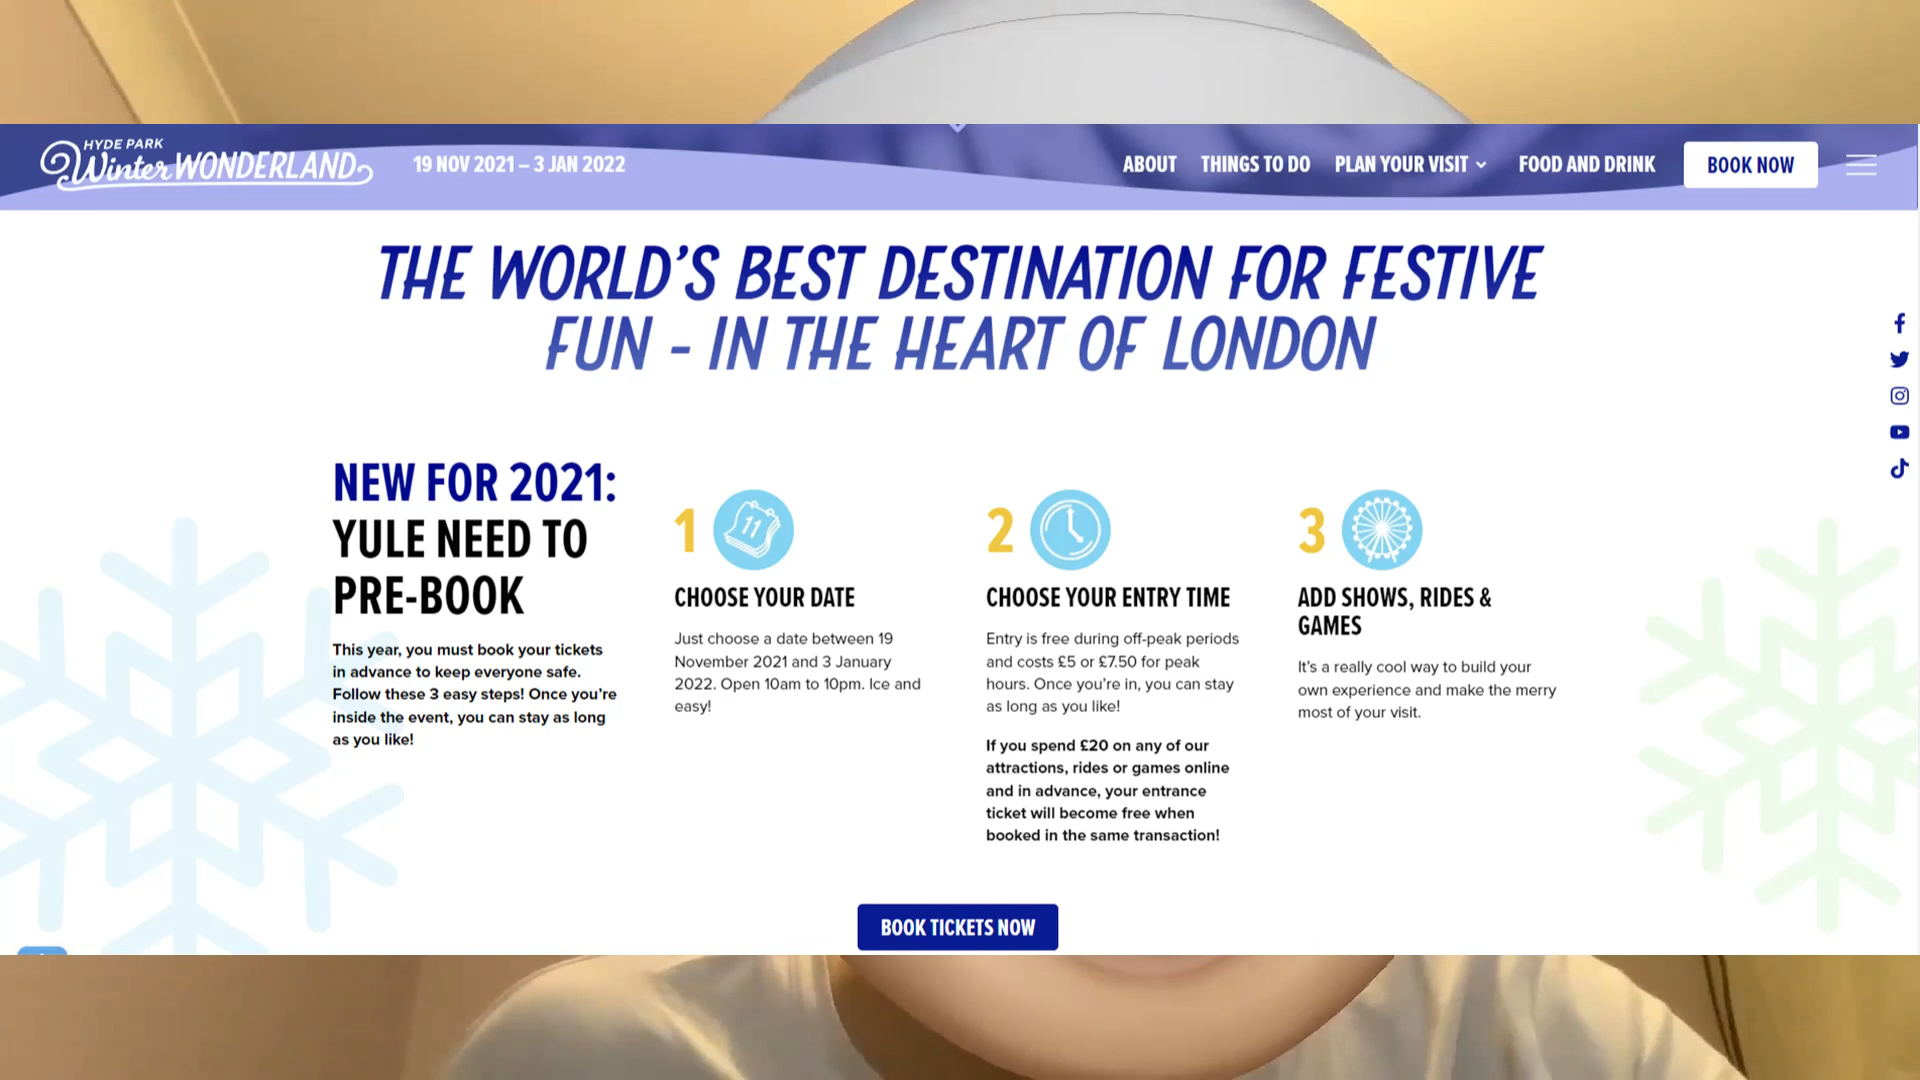 HYDE PARK
Winter WONDERLAND
19 NOV 2021 – 3 JAN 2022
ABOUT
THINGS TO DO
PLAN YOUR VISIT
FOOD AND DRINK
BOOK NOW
THE WORLD'S BEST DESTINATION FOR FESTIVE
FUN - IN THE HEART OF LONDON
NEW FOR 2021:
YULE NEED TO
PRE-BOOK
This year, you must book your tickets
in advance to keep everyone safe.
Follow these 3 easy steps! Once you're
inside the event, you can stay as long
as you like!
1
11
CHOOSE YOUR DATE
Just choose a date between 19
November 2021 and 3 January
2022. Open 10am to 10pm. Ice and
easy!
2
CHOOSE YOUR ENTRY TIME
Entry is free during off-peak periods
and costs £5 or £7.50 for peak
hours. Once you're in, you can stay
as long as you like!
If you spend £20 on any of our
attractions, rides or games online
and in advance, your entrance
ticket will become free when
booked in the same transaction!
3
ADD SHOWS, RIDES &
GAMES
It's a really cool way to build your
own experience and make the merry
most of your visit.
BOOK TICKETS NOW